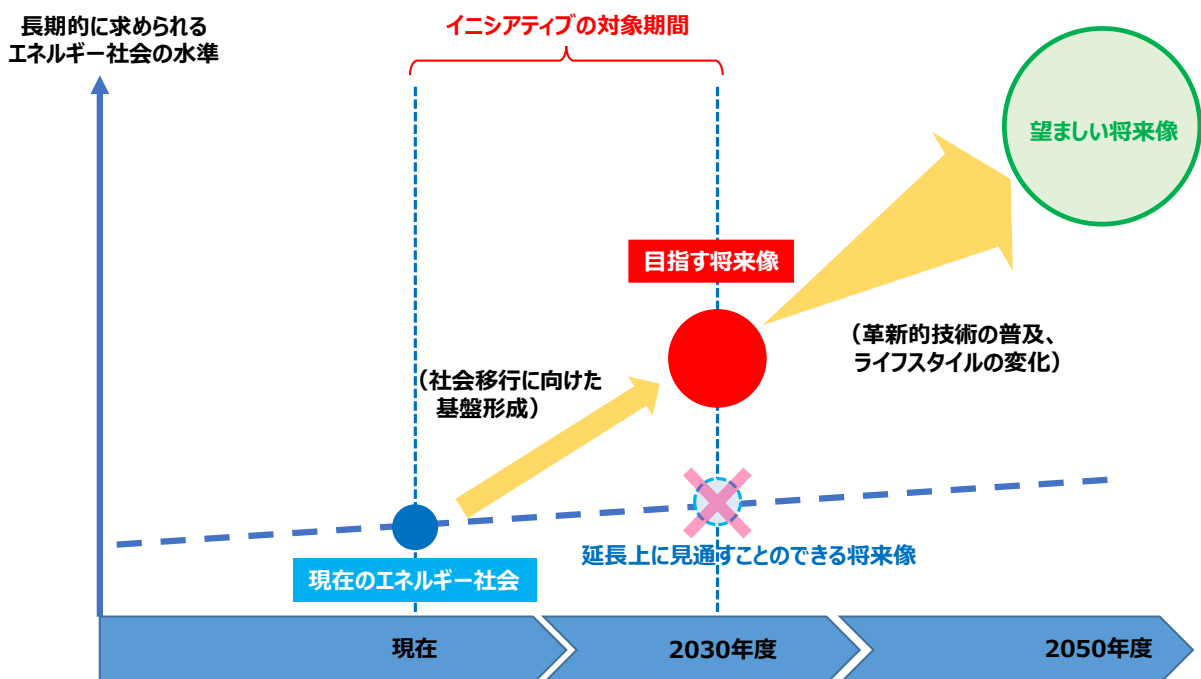 長期的に求められる
エネルギー社会の水準
イニシアティブの対象期間
望ましい将来像
目指す将来像
（革新的技術の普及、
ライフスタイルの変化）
（社会移行に向けた
基盤形成）
延長上に見通すことのできる将来像
現在のエネルギー社会
現在
2030年度
2050年度